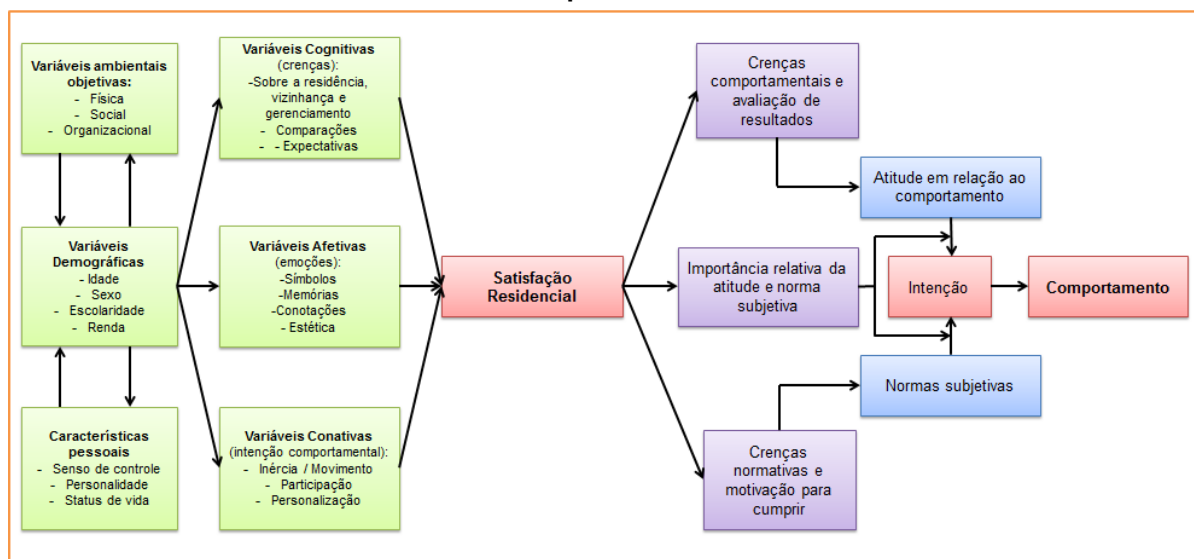 Variáveis ambientais
objetivas:
- Física
- Social
- Organizacional
Variáveis
Demográficas
-Idade
- Sexo
- Escolaridade
- Renda
Características
pessoais
- Senso de controle
- Personalidade
- Status de vida
Variáveis Cognitivas
(crenças):
-Sobre a residência,
vizinhança e
gerenciamento
- Comparações
- - Expectativas
Variáveis Afetivas
(emoções):
-Símbolos
-Memórias
-Conotações
- Estética
Variáveis Conativas
(intenção comportamental):
- Inércia / Movimento
- Participação
- Personalização
Satisfação
Residencial
Crenças
comportamentais e
avaliação de
resultados
Importância relativa da
atitude e norma
subjetiva
Crenças
normativas e
motivação para
cumprir
Atitude em relação ao
comportamento
Intenção
Normas subjetivas
Comportamento